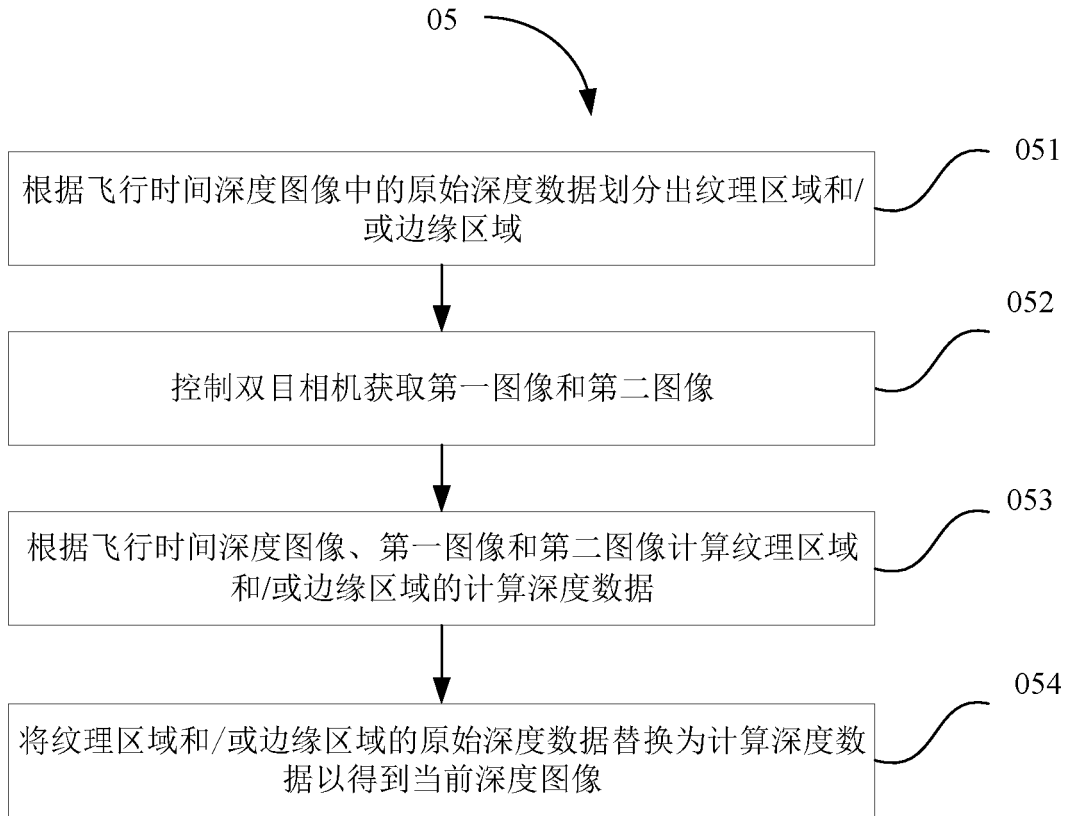 05
051
根据飞行时间深度图像中的原始深度数据划分出纹理区域和/
或边缘区域
052
控制双目相机获取第一图像和第二图像
053
根据飞行时间深度图像、第一图像和第二图像计算纹理区域
和/或边缘区域的计算深度数据
054
将纹理区域和/或边缘区域的原始深度数据替换为计算深度数
据以得到当前深度图像